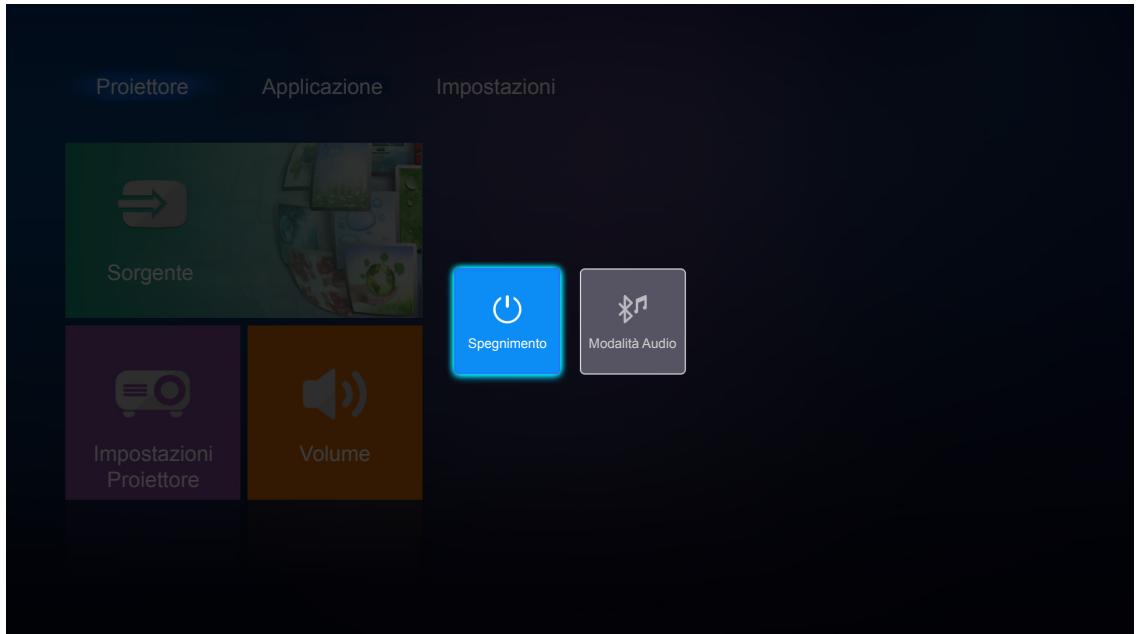 Proiettore Applicazione Impostazioni
Sorgente
Spegnimento Modalità Audio
Impostazioni Volume
Proiettore